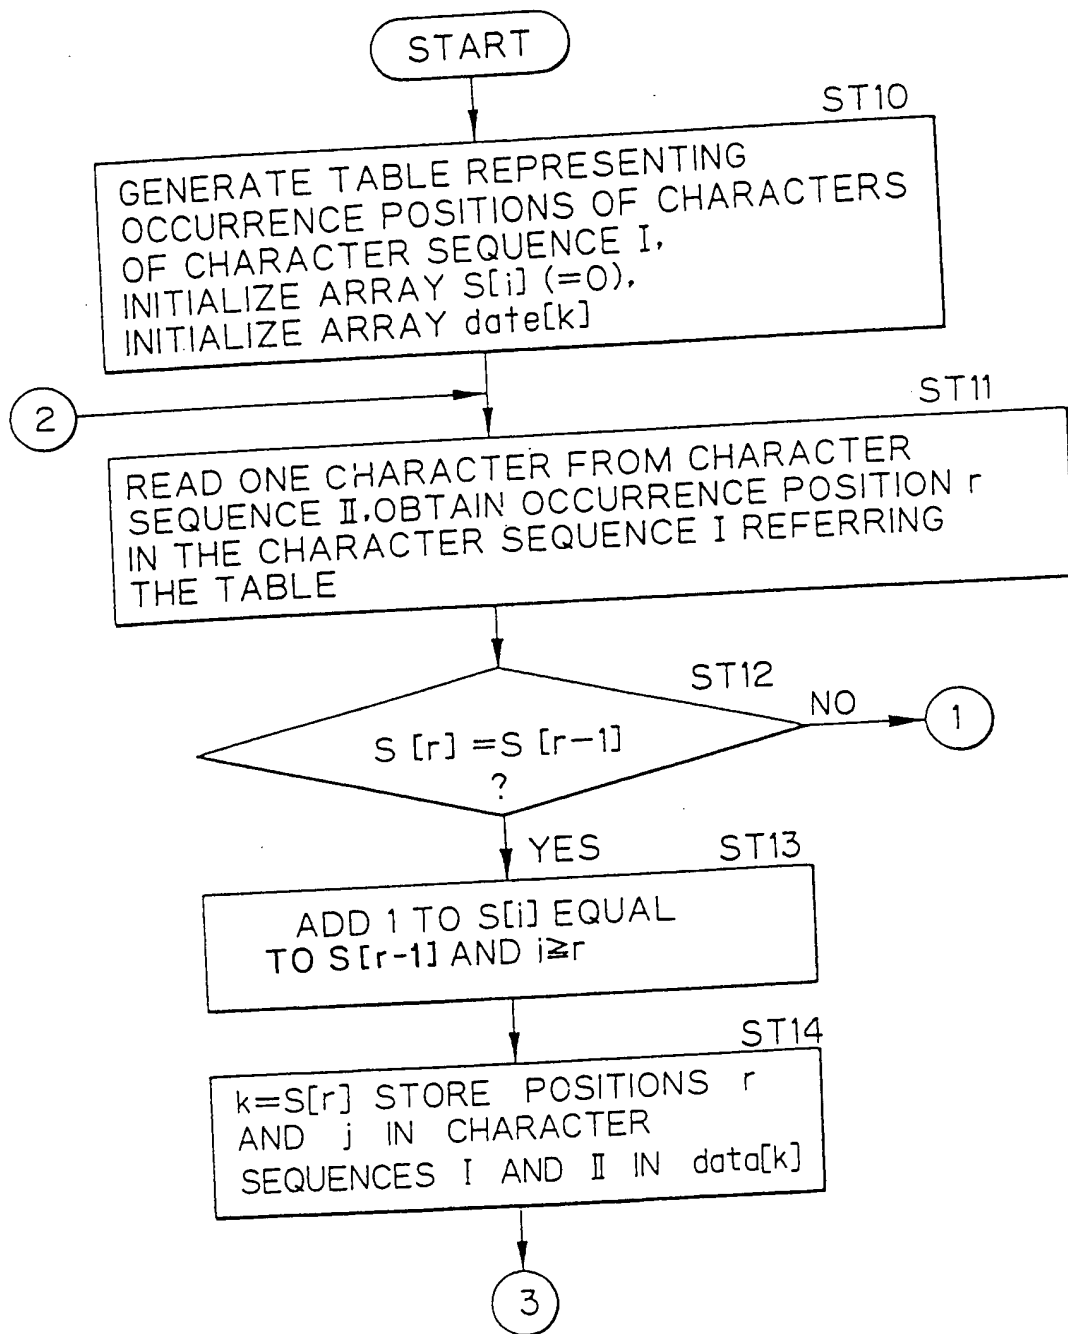 START
ST10
GENERATE TABLE REPRESENTING
OCCURRENCE POSITIONS OF CHARACTERS
OF CHARACTER SEQUENCE I,
INITIALIZE ARRAY S[i] (=0),
INITIALIZE ARRAY date[k]
2
ST11
READ ONE CHARACTER FROM CHARACTER
SEQUENCE II,OBTAIN OCCURRENCE POSITION r
IN THE CHARACTER SEQUENCE I REFERRING
THE TABLE
ST12
NO
1
S [r] =S [r-1]
?
YES
ST13
ADD 1 TO S[i] EQUAL
TO S[r-1] AND i≧r
ST14
k=S[r] STORE POSITIONS r
AND j IN CHARACTER
SEQUENCES I AND II IN data[k]
3